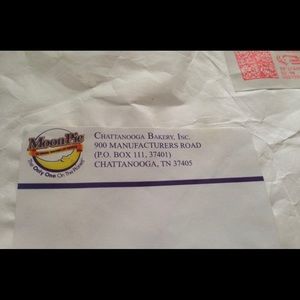 MoonPie
The Only One On The Planet!
CHATTANOOGA BAKERY, INC.
900 MANUFACTURERS ROAD
(P.O. BOX 111, 37401)
CHATTANOOGA, TN 37405